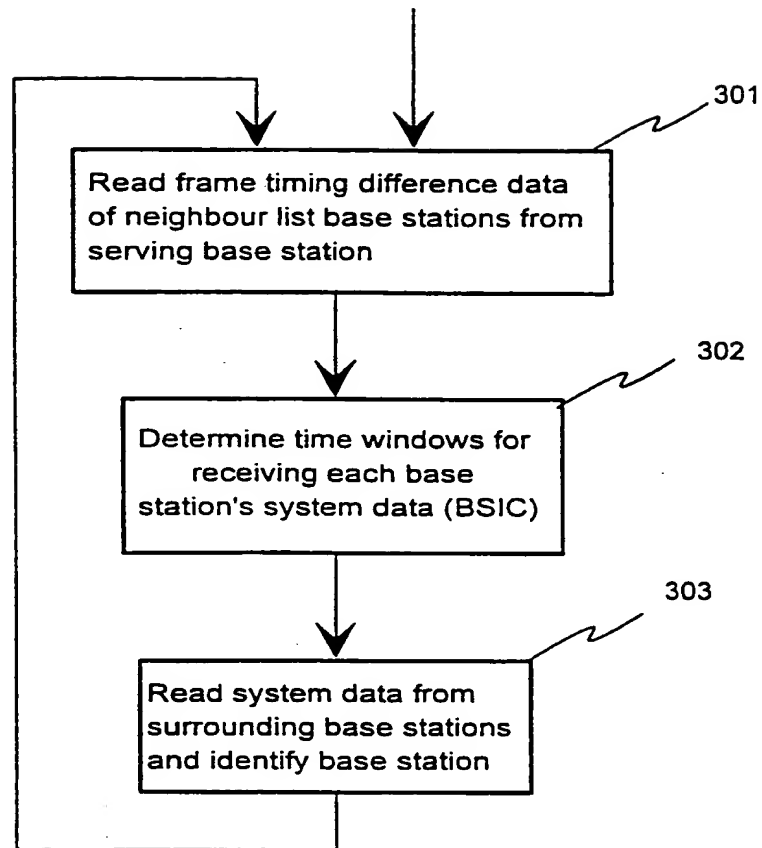 301
Read frame timing difference data
of neighbour list base stations from
serving base station
302
Determine time windows for
receiving each base
station's system data (BSIC)
303
Read system data from
surrounding base stations
and identify base station